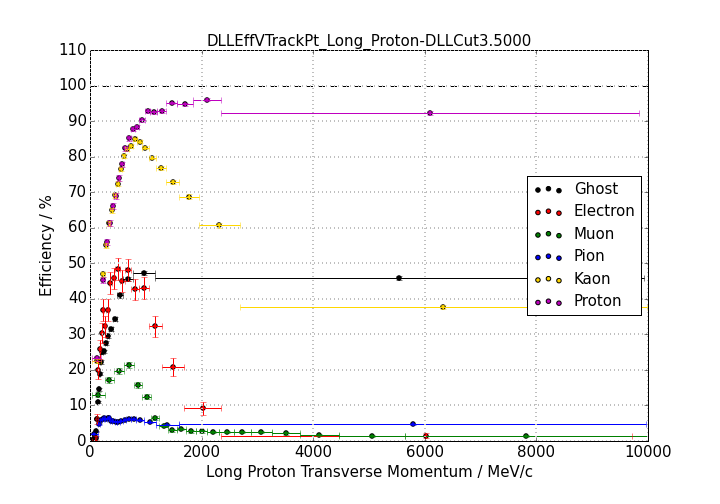 DLLEffVTrackPt_Long_Proton-DLLCut3.5000
110
100
90
80
70
60
50
40
30
20
10
0
Efficiency / %
Ghost
Electron
Muon
Pion
Kaon
Proton
0 2000 4000 6000 8000 10000
Long Proton Transverse Momentum / MeV/c